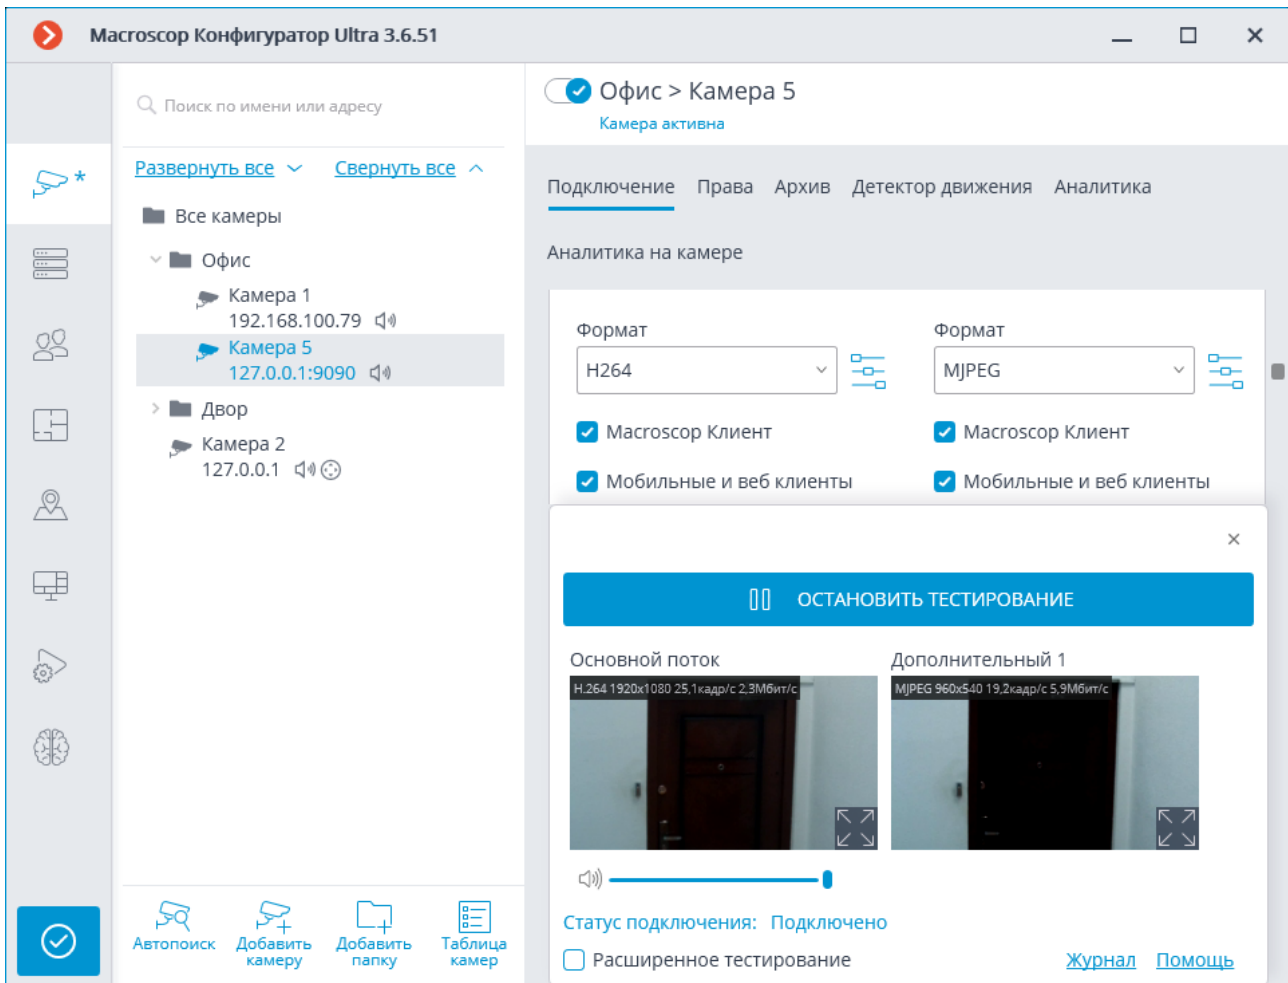 Macroscop Конфигуратор Ultra 3.6.51
Поиск по имени или адресу
Развернуть все
Свернуть все
Все камеры
Офис
Камера 1
192.168.100.79
Камера 5
127.0.0.1:9090
Двор
Камера 2
127.0.0.1
Автопоиск
Добавить камеру
Добавить папку
Таблица камер
Офис > Камера 5
Камера активна
Подключение Права Архив Детектор движения Аналитика
Аналитика на камере
Формат
H264
Macroscop Клиент
Мобильные и веб клиенты
Формат
MJPEG
Macroscop Клиент
Мобильные и веб клиенты
ОСТАНОВИТЬ ТЕСТИРОВАНИЕ
Основной поток
H.264 1920x1080 25,1кадр/с 2,3Мбит/с
Дополнительный 1
MJPEG 960x540 19,2кадр/с 5,9Мбит/с
Статус подключения: Подключено
Расширенное тестирование
Журнал Помощь